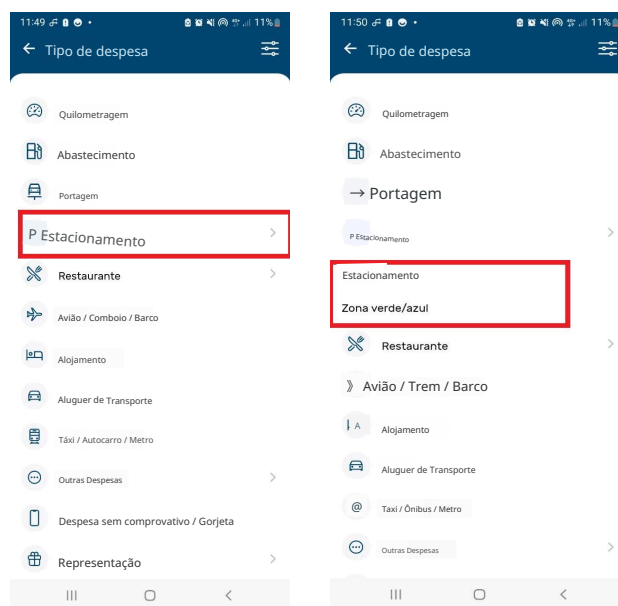 11:49
11%
Tipo de despesa
Quilometragem
Abastecimento
Portagem
P Estacionamento
Restaurante
Avião / Comboio / Barco
Alojamento
Aluguer de Transporte
Táxi / Autocarro / Metro
Outras Despesas
Despesa sem comprovativo / Gorjeta
Representação
11:50
11%
Tipo de despesa
Quilometragem
Abastecimento
→ Portagem
P Estacionamento
Estacionamento
Zona verde/azul
Restaurante
》 Avião / Trem / Barco
A Alojamento
Aluguer de Transporte
@ Taxi / Ônibus / Metro
Outras Despesas